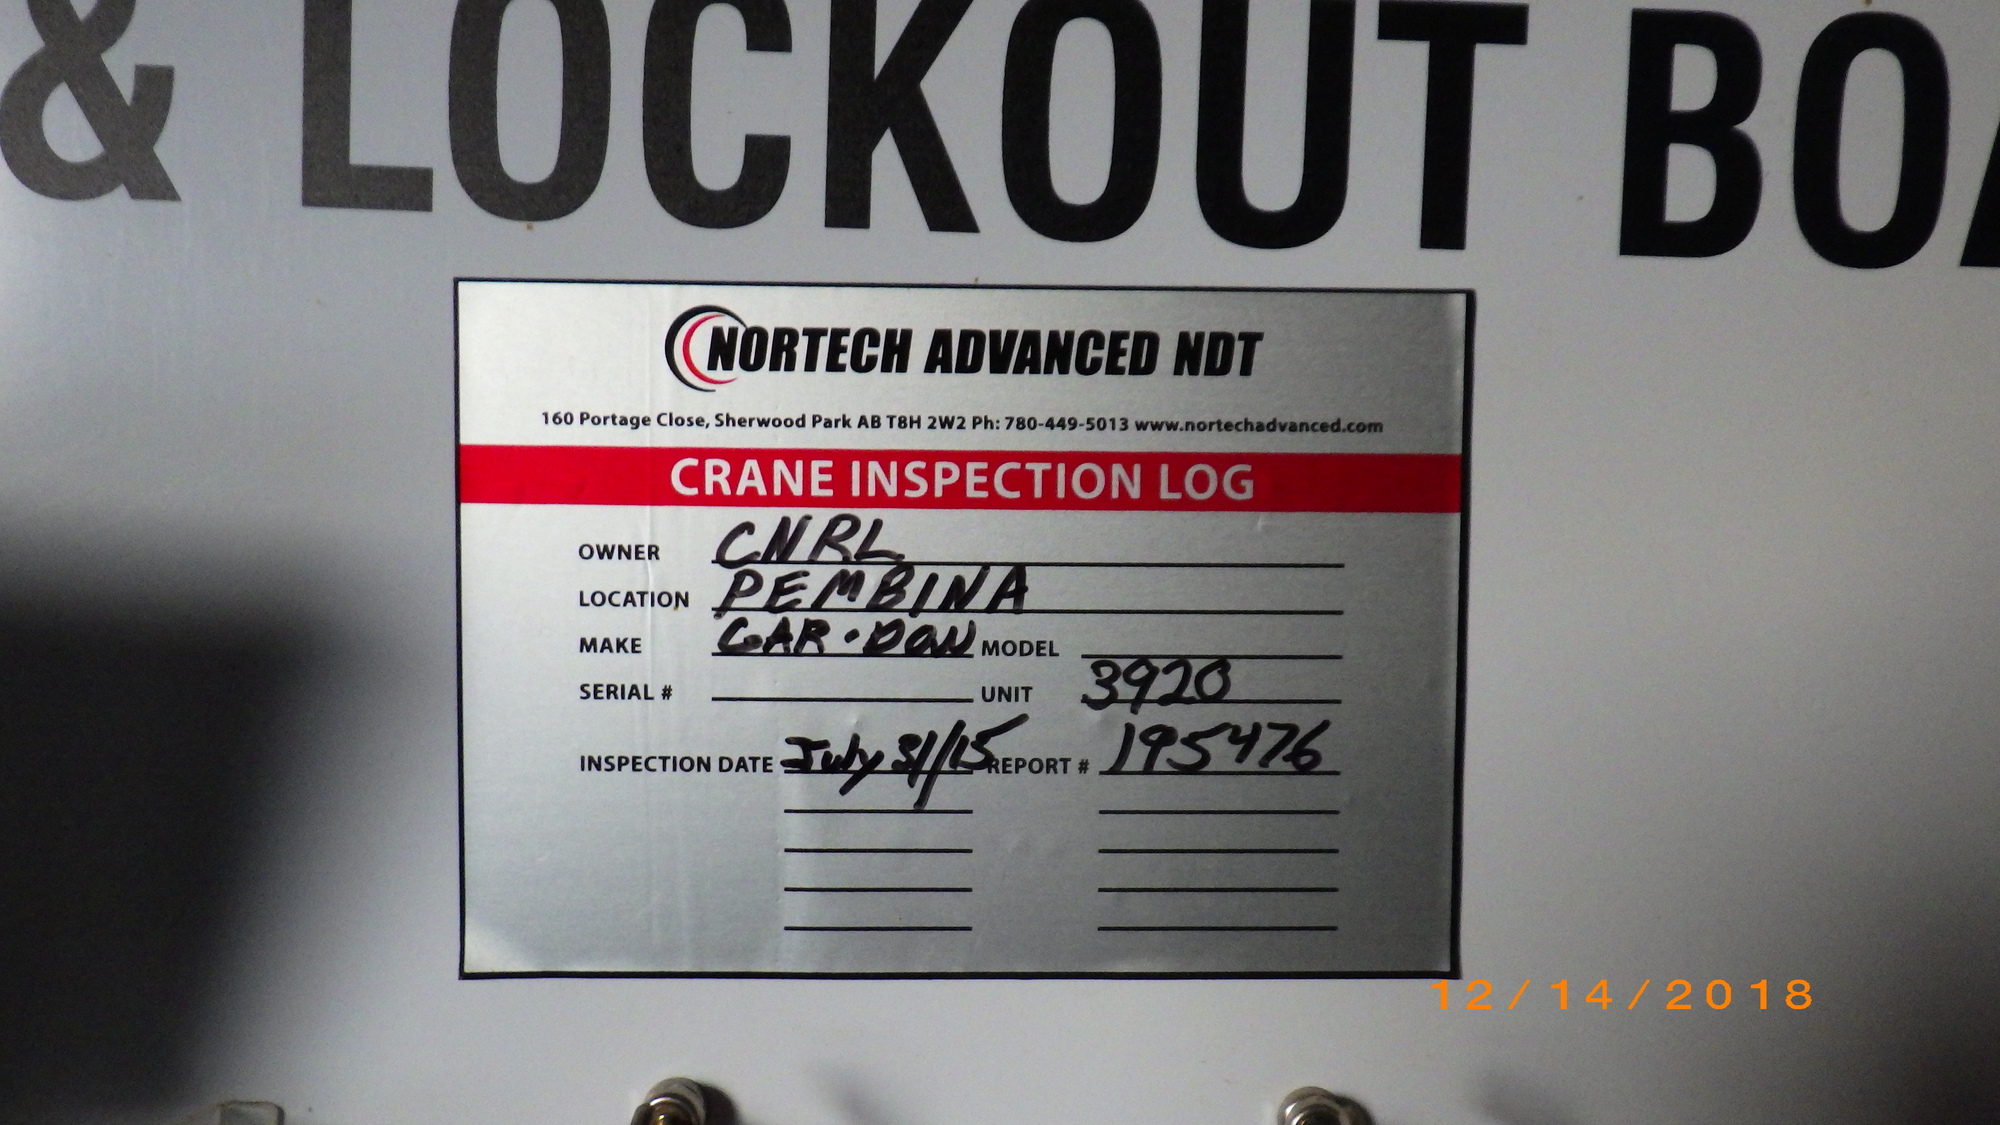 & LOCKOUT BOA
NORTECH ADVANCED NDT
160 Portage Close, Sherwood Park AB T8H 2W2 Ph: 780-449-5013 www.nortechadvanced.com
CRANE INSPECTION LOG
OWNER CNRL
LOCATION PEMBINA
MAKE CAR-DON MODEL
SERIAL # UNIT 3920
INSPECTION DATE July 31/15 REPORT # 195476
12/14/2018